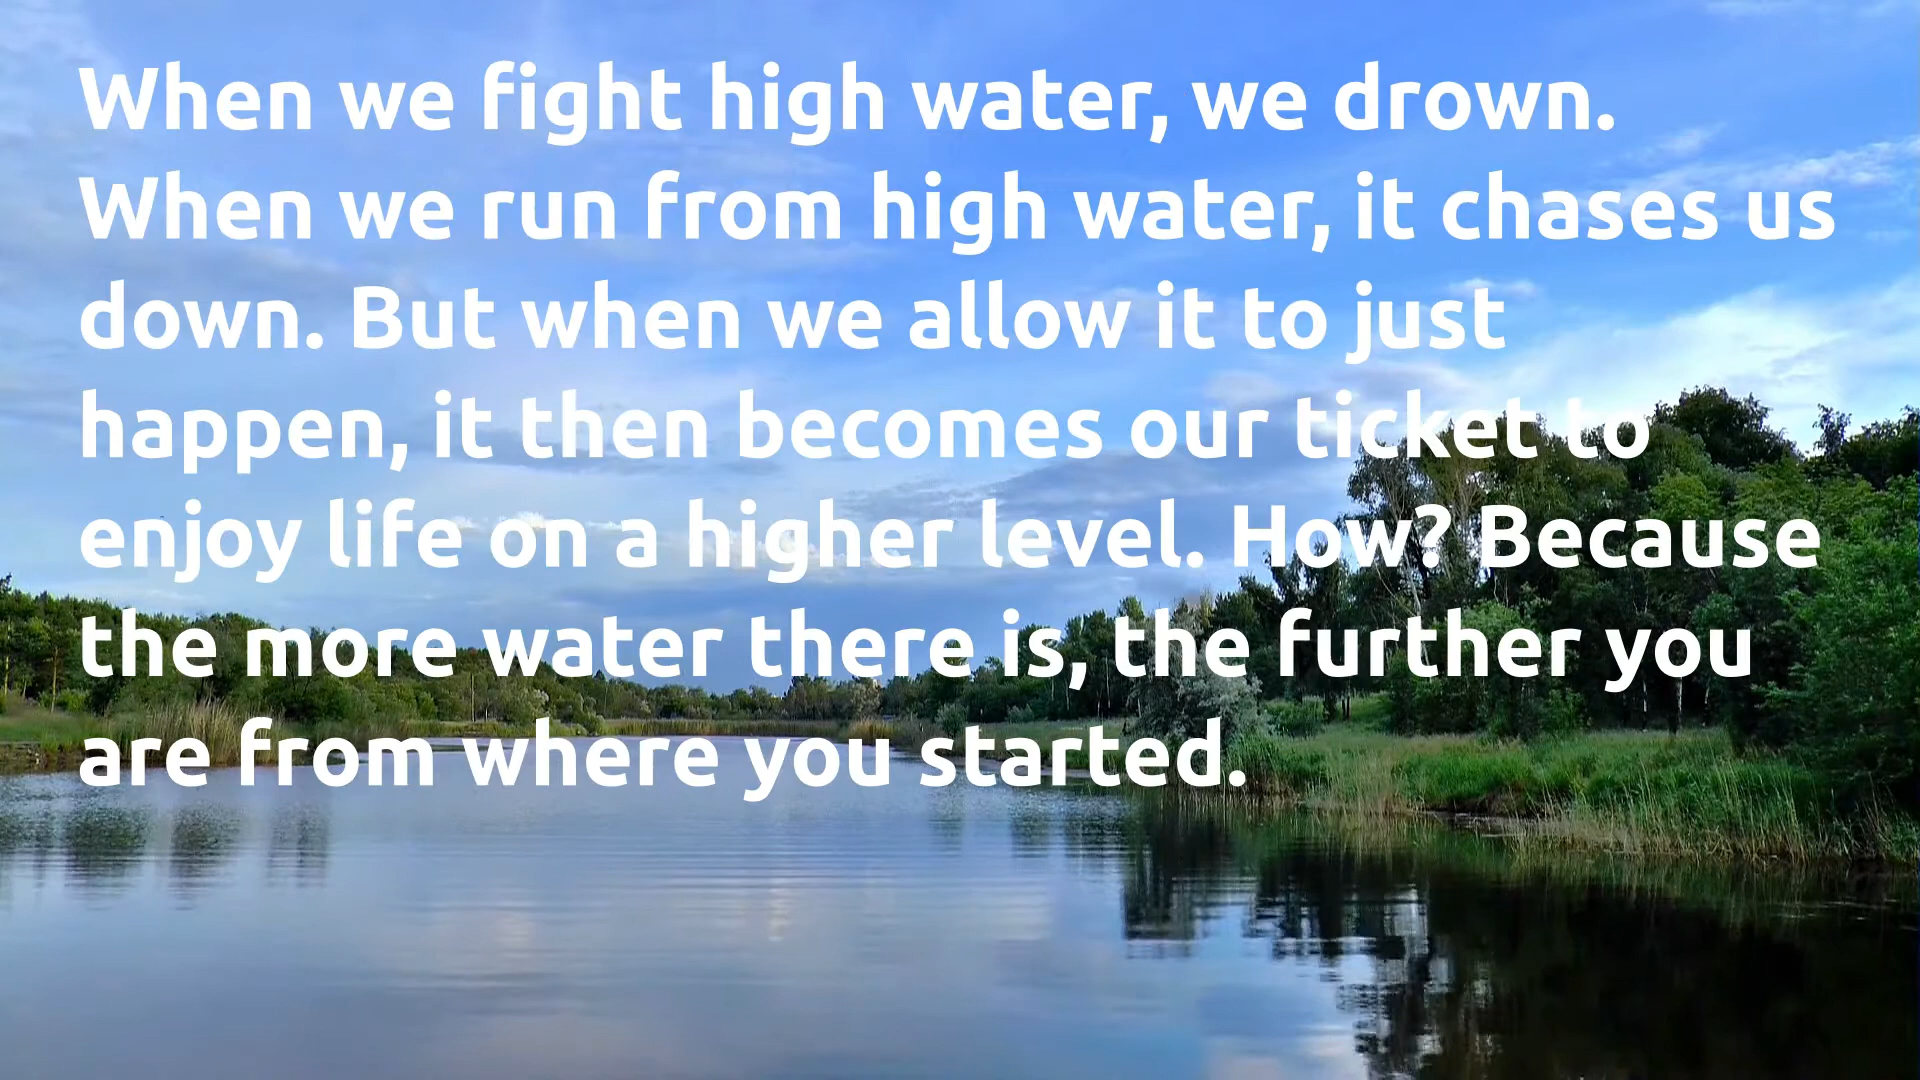 When we fight high water, we drown.
When we run from high water, it chases us
down. But when we allow it to just
happen, it then becomes our ticket to
enjoy life on a higher level. How? Because
the more water there is, the further you
are from where you started.